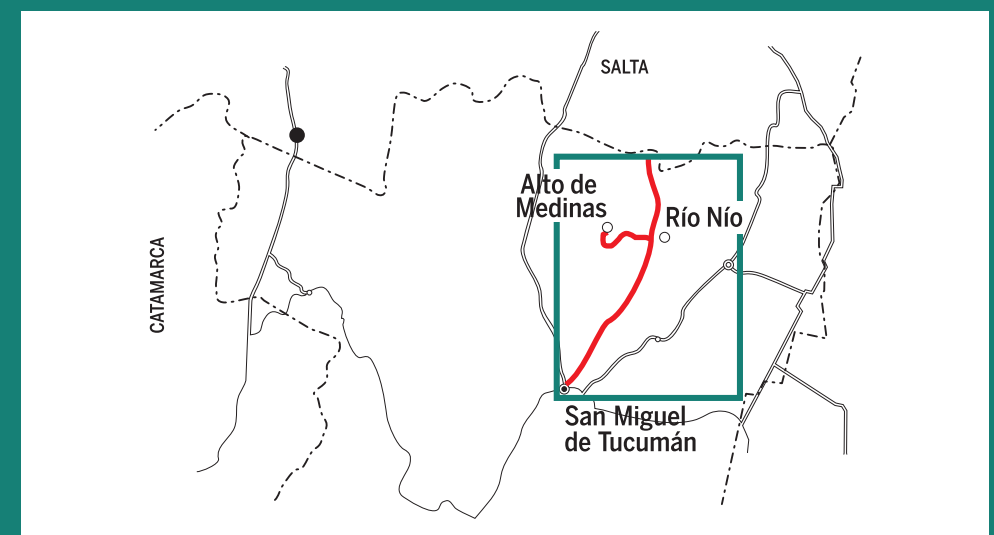 SALTA
Alto de
Medinas
Río Nío
CATAMARCA
San Miguel
de Tucumán